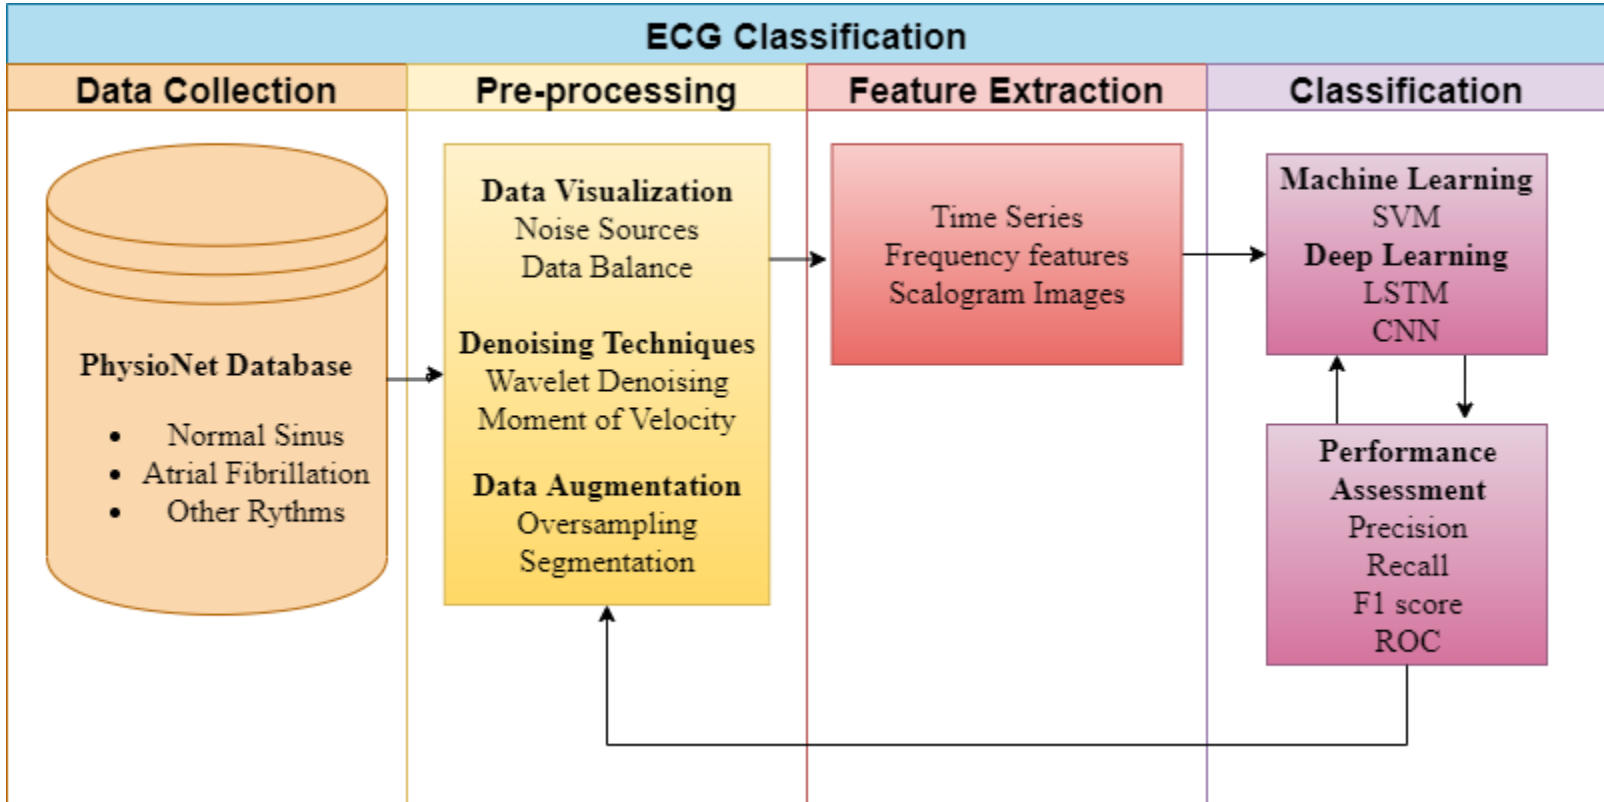 ECG Classification
Data Collection
Pre-processing
Feature Extraction
Classification
PhysioNet Database
• Normal Sinus
• Atrial Fibrillation
• Other Rythms
Data Visualization
Noise Sources
Data Balance
Denoising Techniques
Wavelet Denoising
Moment of Velocity
Data Augmentation
Oversampling
Segmentation
Time Series
Frequency features
Scalogram Images
Machine Learning
SVM
Deep Learning
LSTM
CNN
Performance
Assessment
Precision
Recall
F1 score
ROC